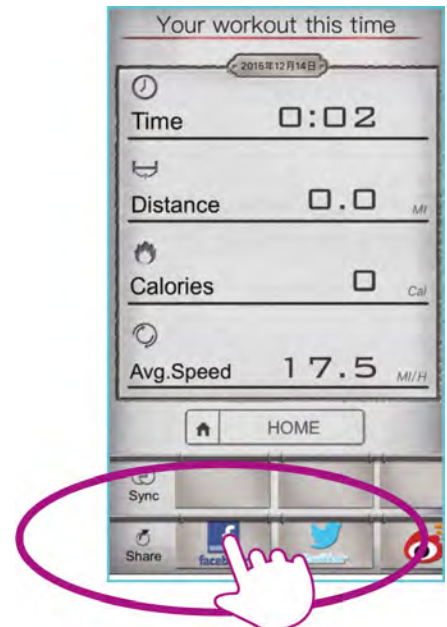 Your workout this time
2015年12月14日
Time 0:02
Distance 0.0 MI
Calories 0 Cal
Avg.Speed 17.5 MI/H
HOME
Sync
Share